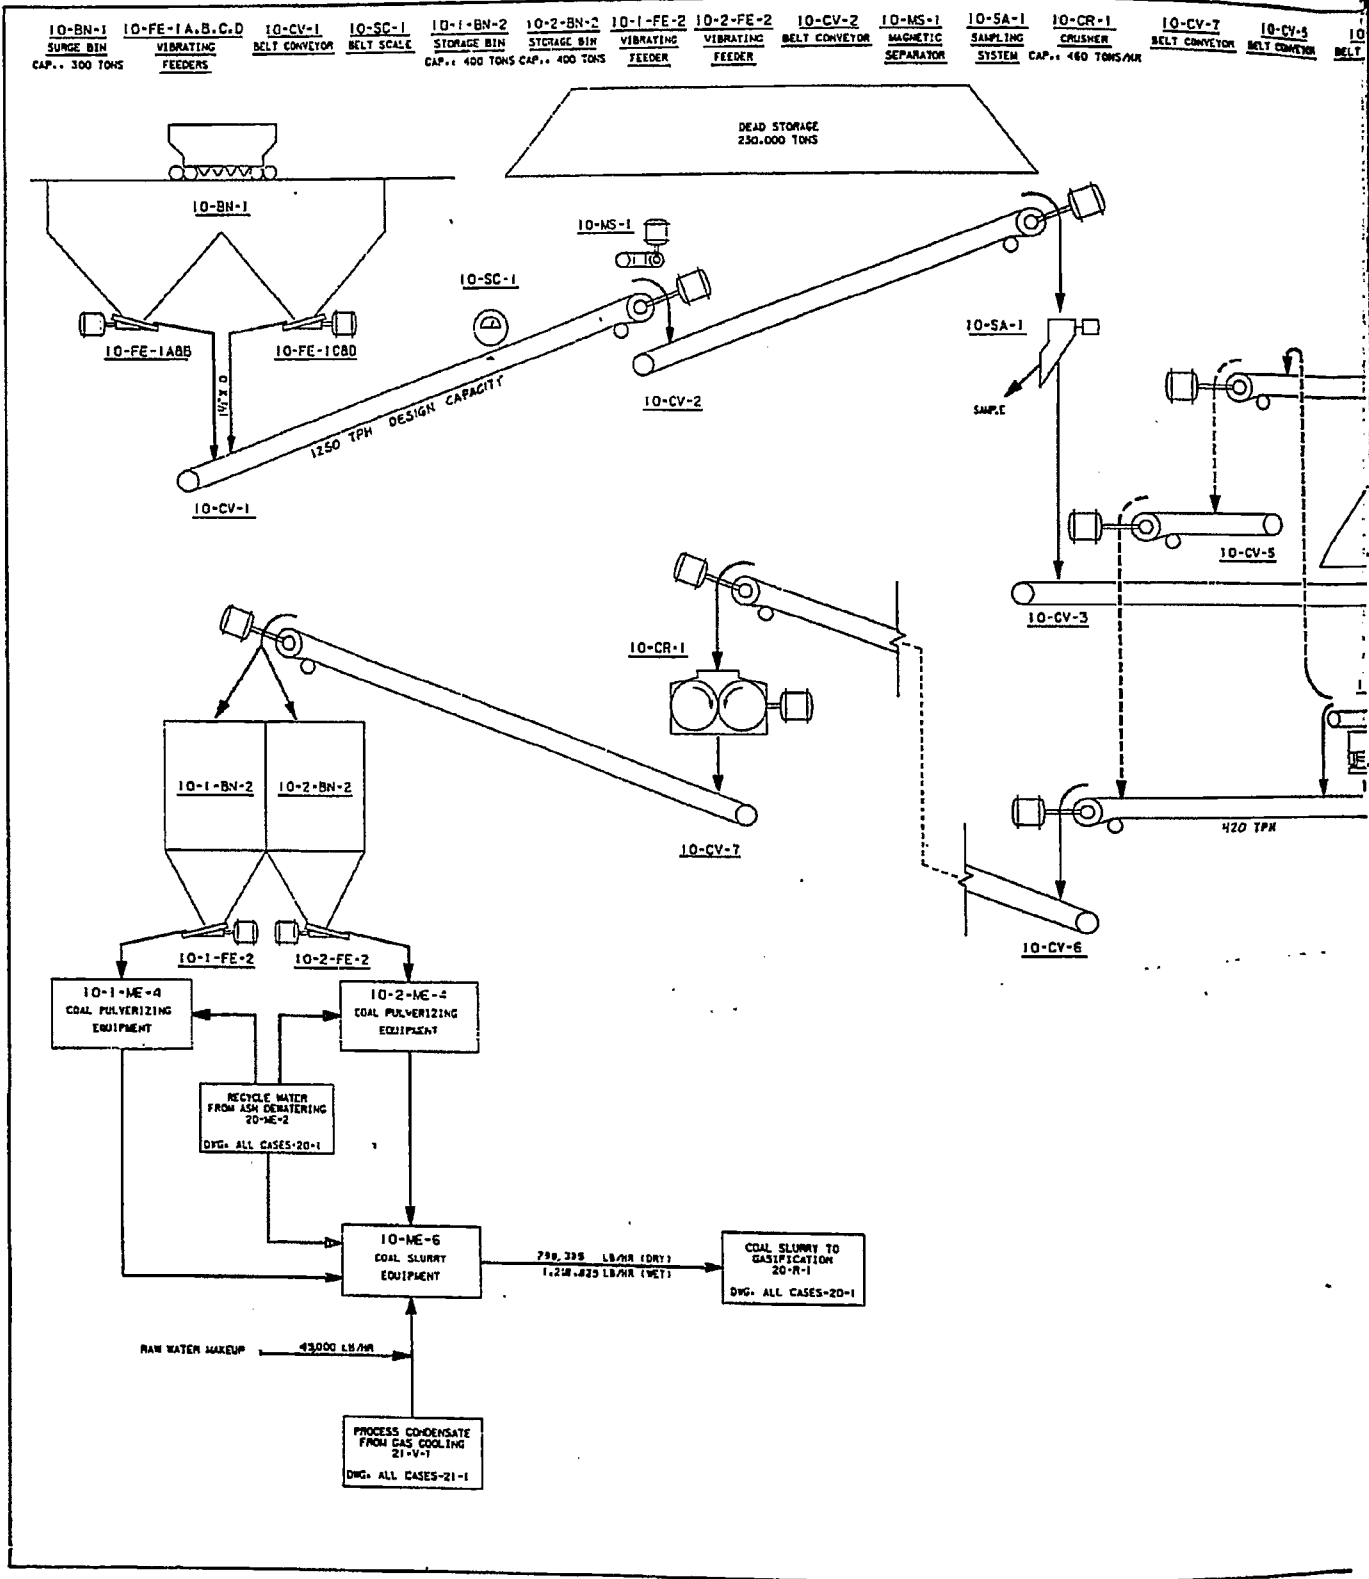 10-BN-1
SURGE BIN
CAP.: 300 TONS
10-FE-1A.B.C.D
VIBRATING
FEEDERS
10-CV-1
BELT CONVEYOR
10-SC-1
BELT SCALE
10-1-BN-2
STORAGE BIN
CAP.: 400 TONS
10-2-BN-2
STORAGE BIN
CAP.: 400 TONS
10-1-FE-2
VIBRATING
FEEDER
10-2-FE-2
VIBRATING
FEEDER
10-CV-2
BELT CONVEYOR
10-MS-1
MAGNETIC
SEPARATOR
10-SA-1
SAMPLING
SYSTEM
10-CR-1
CRUSHER
CAP.: 460 TONS/HR
10-CV-7
BELT CONVEYOR
10-CV-5
BELT CONVEYOR
10
BELT
DEAD STORAGE
250.000 TONS
10-BN-1
10-MS-1
10-SC-1
10-SA-1
10-FE-1A&B
10-FE-1C&D
1½" X 0
1250 TPH DESIGN CAPACITY
10-CV-2
SAMPLE
10-CV-1
10-CV-5
10-CV-3
10-CR-1
10-1-BN-2
10-2-BN-2
420 TPH
10-CV-7
10-CV-6
10-1-FE-2
10-2-FE-2
10-1-ME-4
COAL PULVERIZING
EQUIPMENT
10-2-ME-4
COAL PULVERIZING
EQUIPMENT
RECYCLE WATER
FROM ASH DEWATERING
20-ME-2
DWG. ALL CASES-20-1
10-ME-6
COAL SLURRY
EQUIPMENT
LB/HR (DRY)
LB/HR (WET)
COAL SLURRY TO
GASIFICATION
20-R-1
DWG. ALL CASES-20-1
RAW WATER MAKEUP
LB/HR
PROCESS CONDENSATE
FROM GAS COOLING
DWG. ALL CASES-21-1